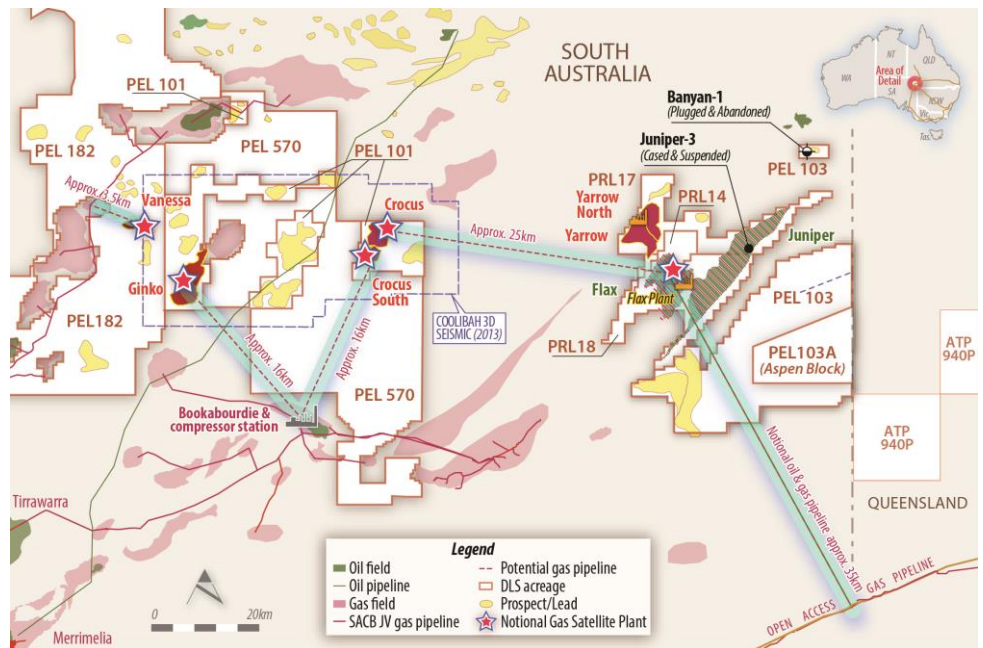 SOUTH
AUSTRALIA
NT
QLD
WA
Area of
Detail
SA
NSW
Vic.
Tas.
PEL 101
PEL 182
PEL 570
PEL 101
Banyan-1
(Plugged & Abandoned)
Juniper-3
(Cased & Suspended)
PEL 103
Approx. 3.5km
Vanessa
Crocus
PRL17
Yarrow
North
Yarrow
PRL14
Juniper
Approx. 25km
Ginko
Crocus
South
Flax
Flax Plant
PEL 103
PEL182
COOLIBAH 3D
SEISMIC (2013)
Approx. 16km
Approx. 16km
PRL18
PEL103A
(Aspen Block)
ATP
940P
PEL 570
Bookabourdie &
compressor station
ATP
940P
Notional oil & gas pipeline, approx. 35km
Tirrawarra
QUEENSLAND
Legend
Oil field
Oil pipeline
Gas field
SACB JV gas pipeline
Potential gas pipeline
DLS acreage
Prospect/Lead
Notional Gas Satellite Plant
OPEN ACCESS GAS PIPELINE
0 20km
Merrimelia